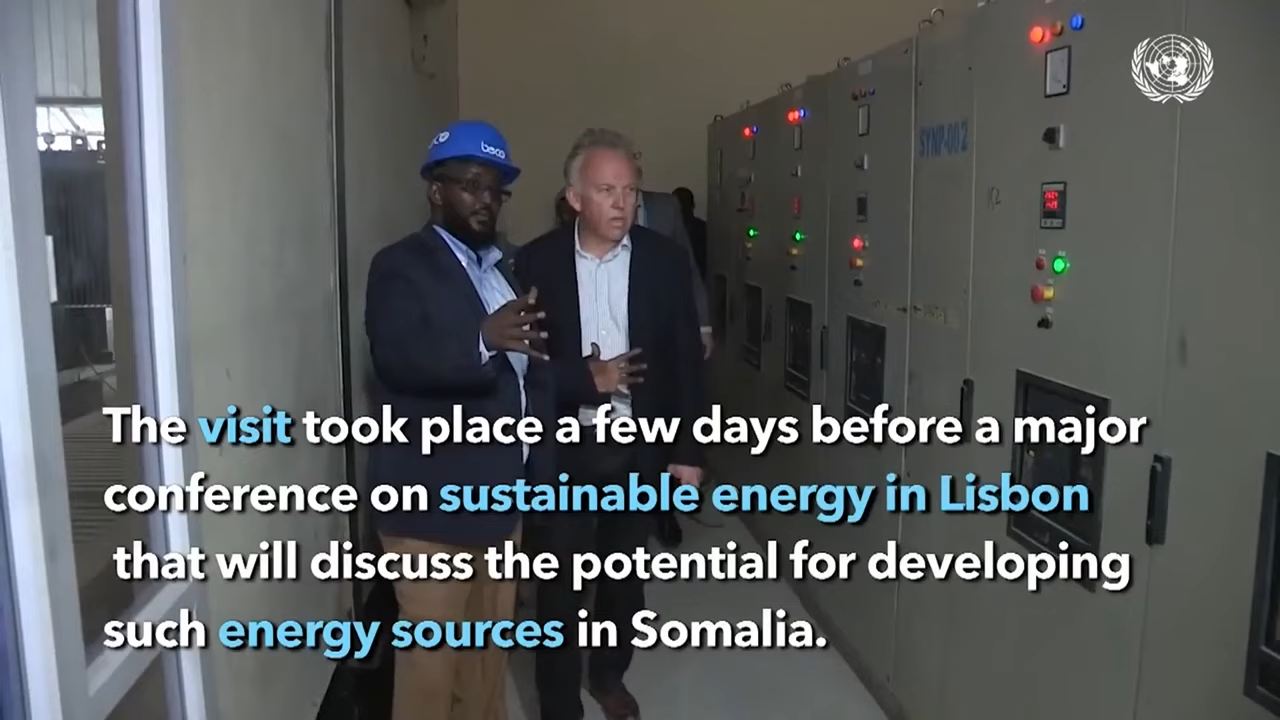 beco
SYNP-002
The visit took place a few days before a major
conference on sustainable energy in Lisbon
that will discuss the potential for developing
such energy sources in Somalia.